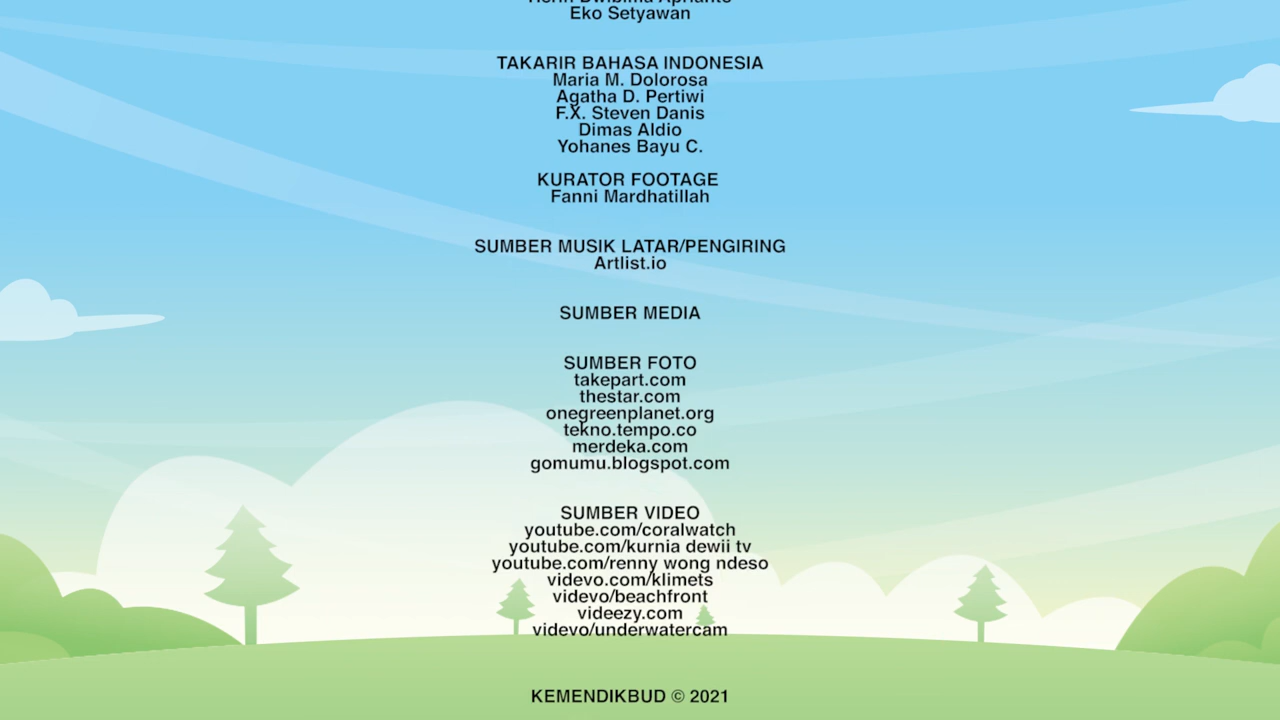 Eko Setyawan
TAKARIR BAHASA INDONESIA
Maria M. Dolorosa
Agatha D. Pertiwi
F.X. Steven Danis
Dimas Aldio
Yohanes Bayu C.
KURATOR FOOTAGE
Fanni Mardhatillah
SUMBER MUSIK LATAR/PENGIRING
Artlist.io
SUMBER MEDIA
SUMBER FOTO
takepart.com
thestar.com
onegreenplanet.org
tekno.tempo.co
merdeka.com
gomumu.blogspot.com
SUMBER VIDEO
youtube.com/coralwatch
youtube.com/kurnia dewii tv
youtube.com/renny wong ndeso
videvo.com/klimets
videvo/beachfront
videezy.com
videvo/underwatercam
KEMENDIKBUD © 2021